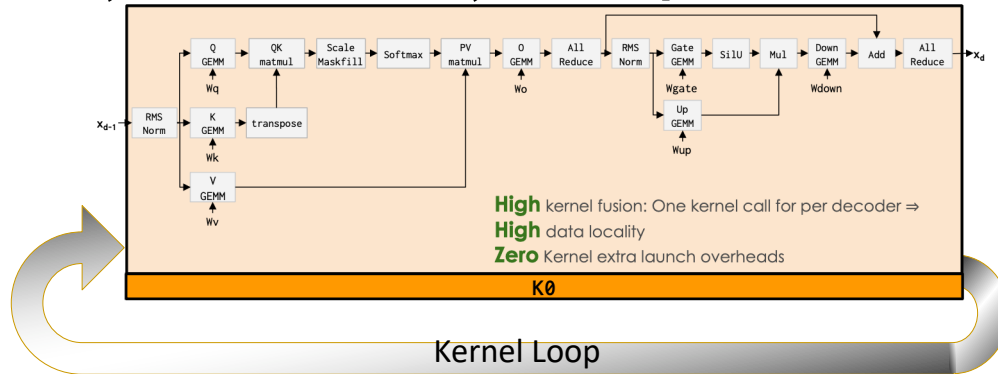 Q GEMM
QK matmul
Scale Maskfill
Softmax
PV matmul
O GEMM
All Reduce
RMS Norm
Gate GEMM
SilU
Mul
Down GEMM
Add
All Reduce
x_d
Wq
Wo
Wgate
Wdown
x_{d-1}
RMS Norm
K GEMM
transpose
Up GEMM
Wk
Wup
V GEMM
Wv
High kernel fusion: One kernel call for per decoder ⇒
High data locality
Zero Kernel extra launch overheads
K0
Kernel Loop